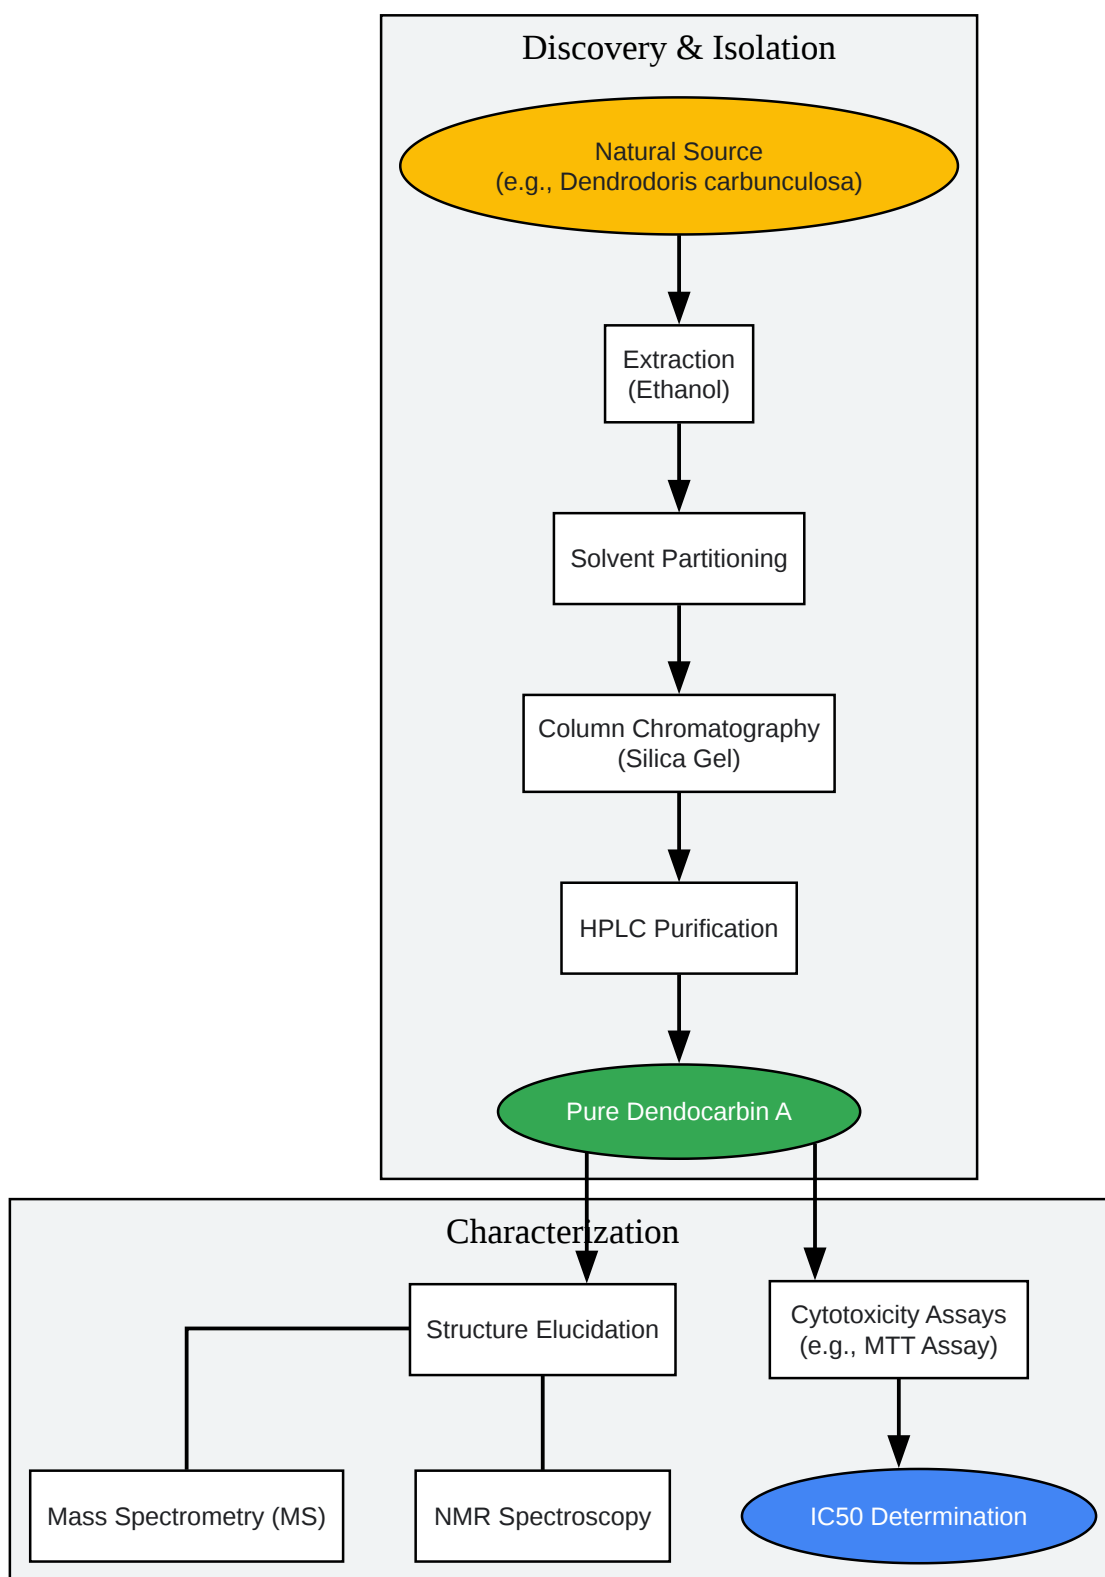 Discovery & Isolation
Natural Source
(e.g., Dendrodoris carbunculosa)
Extraction
(Ethanol)
Solvent Partitioning
Column Chromatography
(Silica Gel)
HPLC Purification
Pure Dendocarbin A
Characterization
Structure Elucidation
Cytotoxicity Assays
(e.g., MTT Assay)
Mass Spectrometry (MS)
NMR Spectroscopy
IC50 Determination